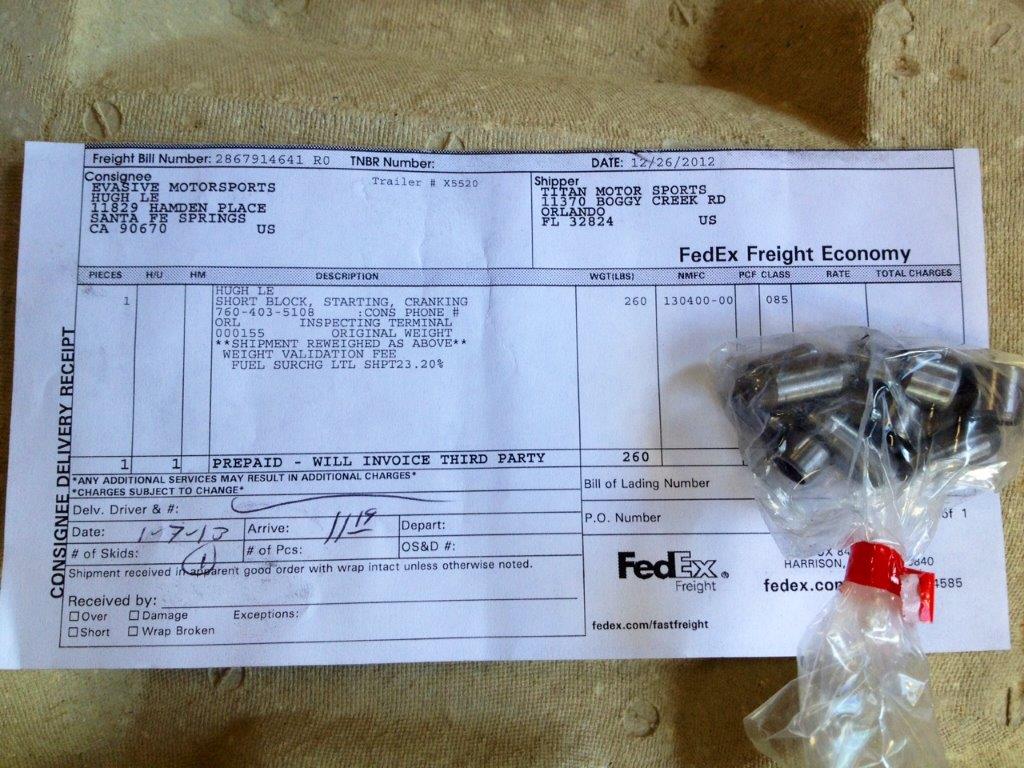 Freight Bill Number: 2867914641 R0 TNBR Number: DATE: 12/26/2012
Consignee
EVASIVE MOTORSPORTS
HUGH LE
11829 HAMDEN PLACE
SANTA FE SPRINGS
CA 90670 US
Trailer # X5520
Shipper
TITAN MOTOR SPORTS
11370 BOGGY CREEK RD
ORLANDO
FL 32824 US
FedEx Freight Economy
PIECES H/U HM DESCRIPTION WGT(LBS) NMFC PCF CLASS RATE TOTAL CHARGES
HUGH LE
1 SHORT BLOCK, STARTING, CRANKING 260 130400-00 085
760-403-5108 :CONS PHONE #
ORL INSPECTING TERMINAL
000155 ORIGINAL WEIGHT
**SHIPMENT REWEIGHED AS ABOVE**
WEIGHT VALIDATION FEE
FUEL SURCHG LTL SHPT23.20%
1 1 PREPAID - WILL INVOICE THIRD PARTY 260
CONSIGNEE DELIVERY RECEIPT
*ANY ADDITIONAL SERVICES MAY RESULT IN ADDITIONAL CHARGES*
*CHARGES SUBJECT TO CHANGE*
Delv. Driver & #:
Date: 1-7-13 Arrive: 1119 Depart:
# of Skids: 1 # of Pcs: OS&D #:
Shipment received in apparent good order with wrap intact unless otherwise noted.
Received by:
Over Damage Exceptions:
Short Wrap Broken
Bill of Lading Number
P.O. Number of 1
FedEx®
Freight
HARRISON,
fedex.com 4585
fedex.com/fastfreight